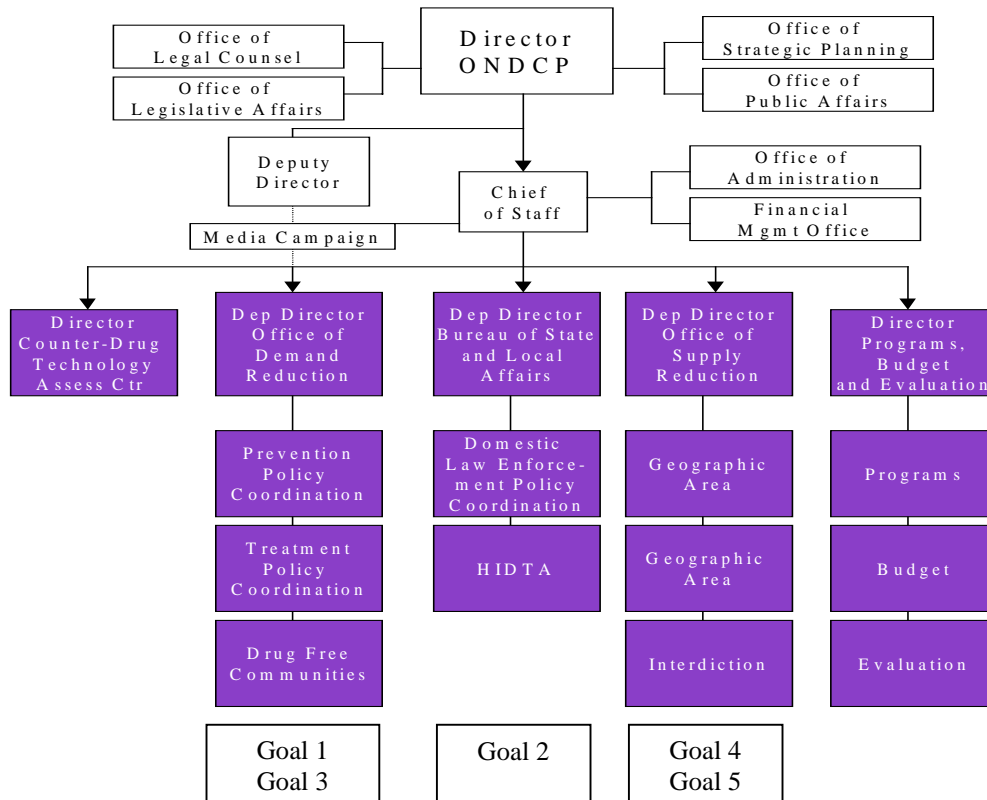 Office of
Legal Counsel
Office of
Legislative Affairs
Director
ONDCP
Office of
Strategic Planning
Office of
Public Affairs
Deputy
Director
Media Campaign
Chief
of Staff
Office of
Administration
Financial
Mgmt Office
Director
Counter-Drug
Technology
Assess Ctr
Dep Director
Office of
Demand
Reduction
Dep Director
Bureau of State
and Local
Affairs
Dep Director
Office of
Supply
Reduction
Director
Programs,
Budget
and Evaluation
Prevention
Policy
Coordination
Domestic
Law Enforce-
ment Policy
Coordination
Geographic
Area
Programs
Treatment
Policy
Coordination
HIDTA
Geographic
Area
Budget
Drug Free
Communities
Interdiction
Evaluation
Goal 1
Goal 3
Goal 2
Goal 4
Goal 5